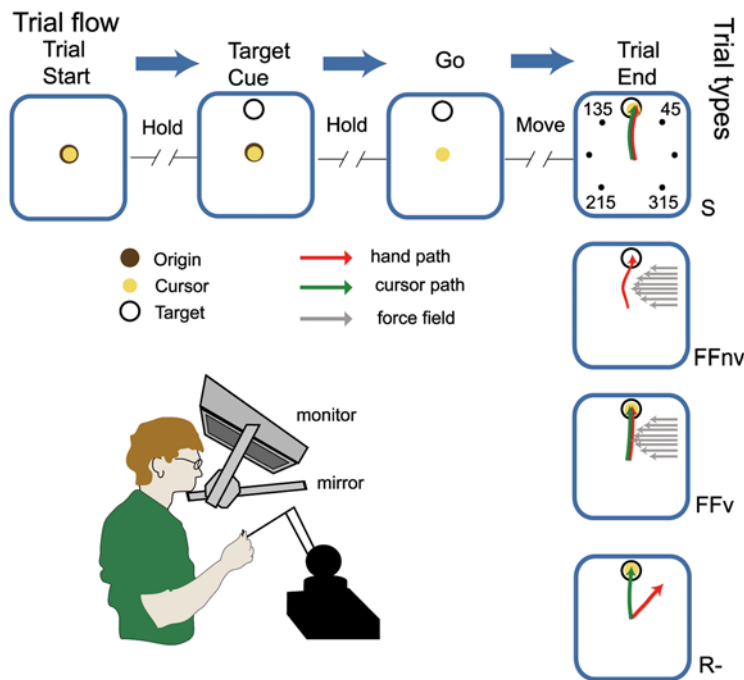 Trial flow
Trial
Start
Target
Cue
Go
Trial
End
Trial types
Hold
Hold
Move
135
45
215
315
S
Origin
Cursor
Target
hand path
cursor path
force field
FFnv
monitor
mirror
FFv
R-